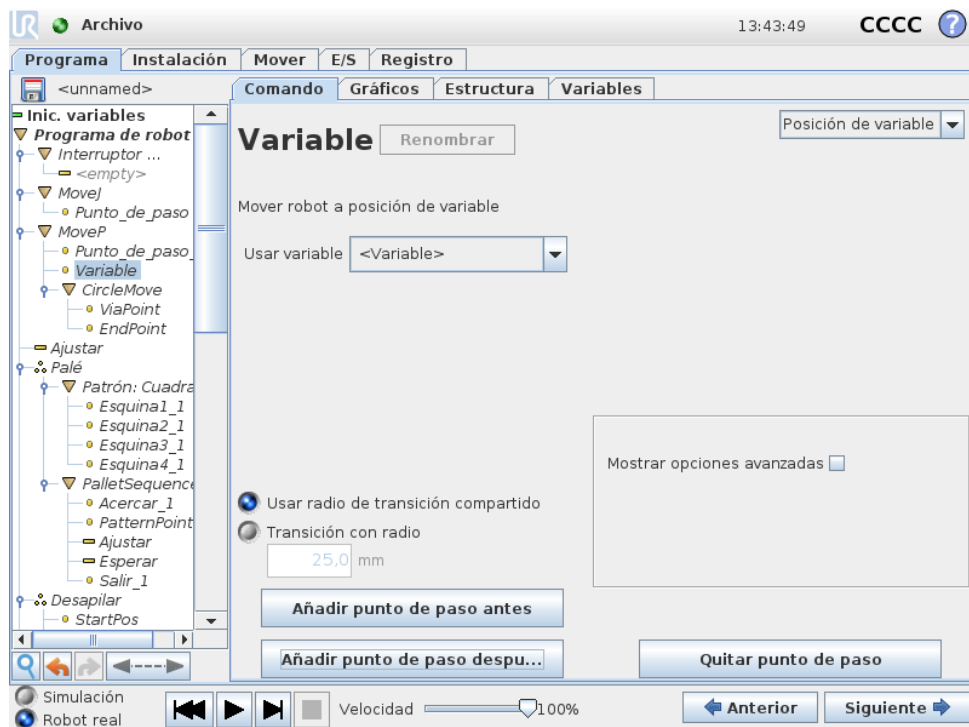 UR Archivo 13:43:49 CCCC ?
Programa Instalación Mover E/S Registro
<unnamed>
Comando Gráficos Estructura Variables
Inic. variables
Programa de robot
Interruptor ...
<empty>
MoveJ
Punto_de_paso
MoveP
Punto_de_paso_
Variable
CircleMove
ViaPoint
EndPoint
Ajustar
Palé
Patrón: Cuadra
Esquina1_1
Esquina2_1
Esquina3_1
Esquina4_1
PalletSequence
Acercar_1
PatternPoint
Ajustar
Esperar
Salir_1
Desapilar
StartPos
Variable Renombrar
Posición de variable
Mover robot a posición de variable
Usar variable <Variable>
Mostrar opciones avanzadas
Usar radio de transición compartido
Transición con radio
25,0 mm
Añadir punto de paso antes
Añadir punto de paso despu...
Quitar punto de paso
Simulación
Robot real
Velocidad 100%
Anterior Siguiente